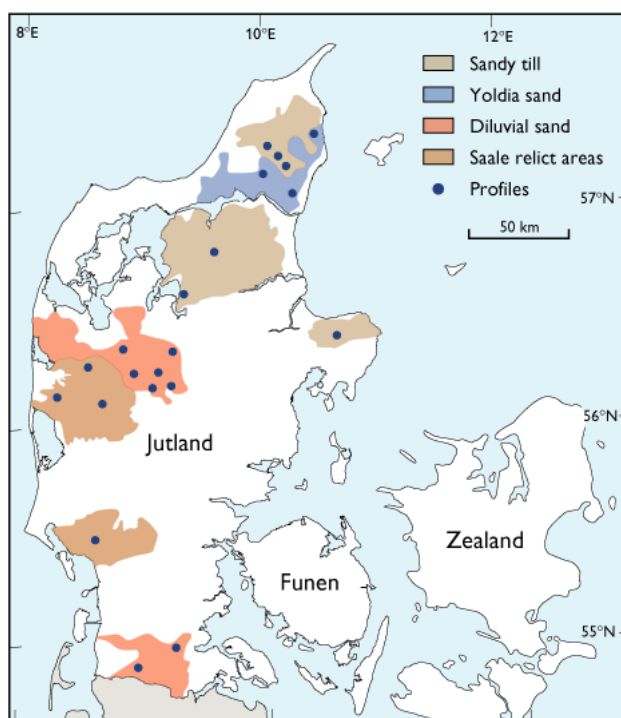 8°E
10°E
12°E
Sandy till
Yoldia sand
Diluvial sand
Saale relict areas
Profiles
57°N
50 km
56°N
Jutland
Zealand
Funen
55°N